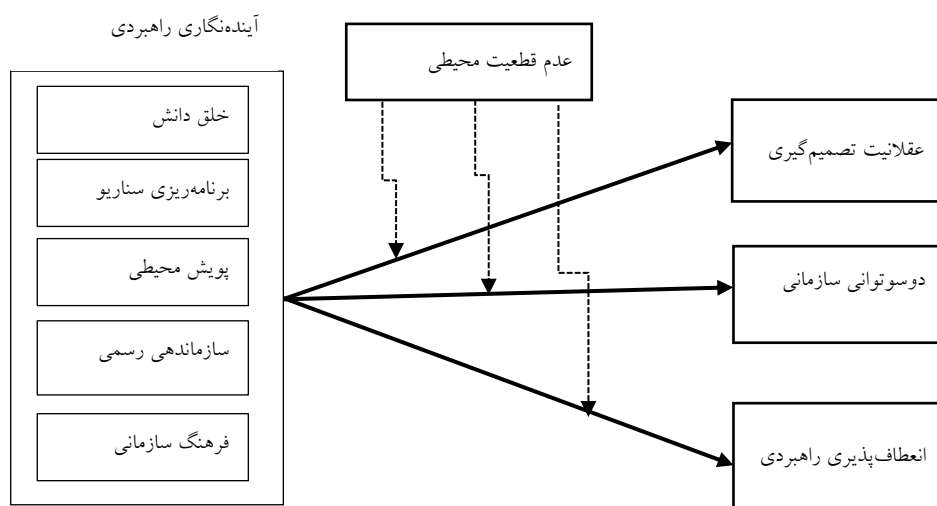 آینده‌نگاری راهبردی
خلق دانش
برنامه‌ریزی سناریو
پویش محیطی
سازماندهی رسمی
فرهنگ سازمانی
عدم قطعیت محیطی
عقلانیت تصمیم‌گیری
دوسوتوانی سازمانی
انعطاف‌پذیری راهبردی